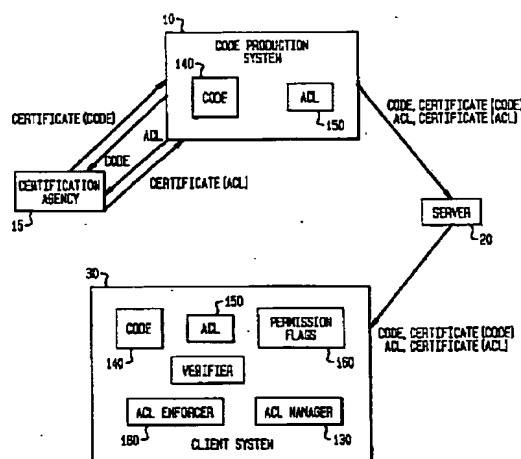 10
CODE PRODUCTION
SYSTEM
140
CODE
ACL
150
CERTIFICATE (CODE)
ACL
CODE
CERTIFICATE (ACL)
CERTIFICATION
AGENCY
15
CODE, CERTIFICATE (CODE)
ACL, CERTIFICATE (ACL)
SERVER
20
30
150
CODE
ACL
PERMISSION
FLAGS
140
160
VERIFIER
CODE, CERTIFICATE (CODE)
ACL, CERTIFICATE (ACL)
ACL ENFORCER
ACL MANAGER
180
130
CLIENT SYSTEM